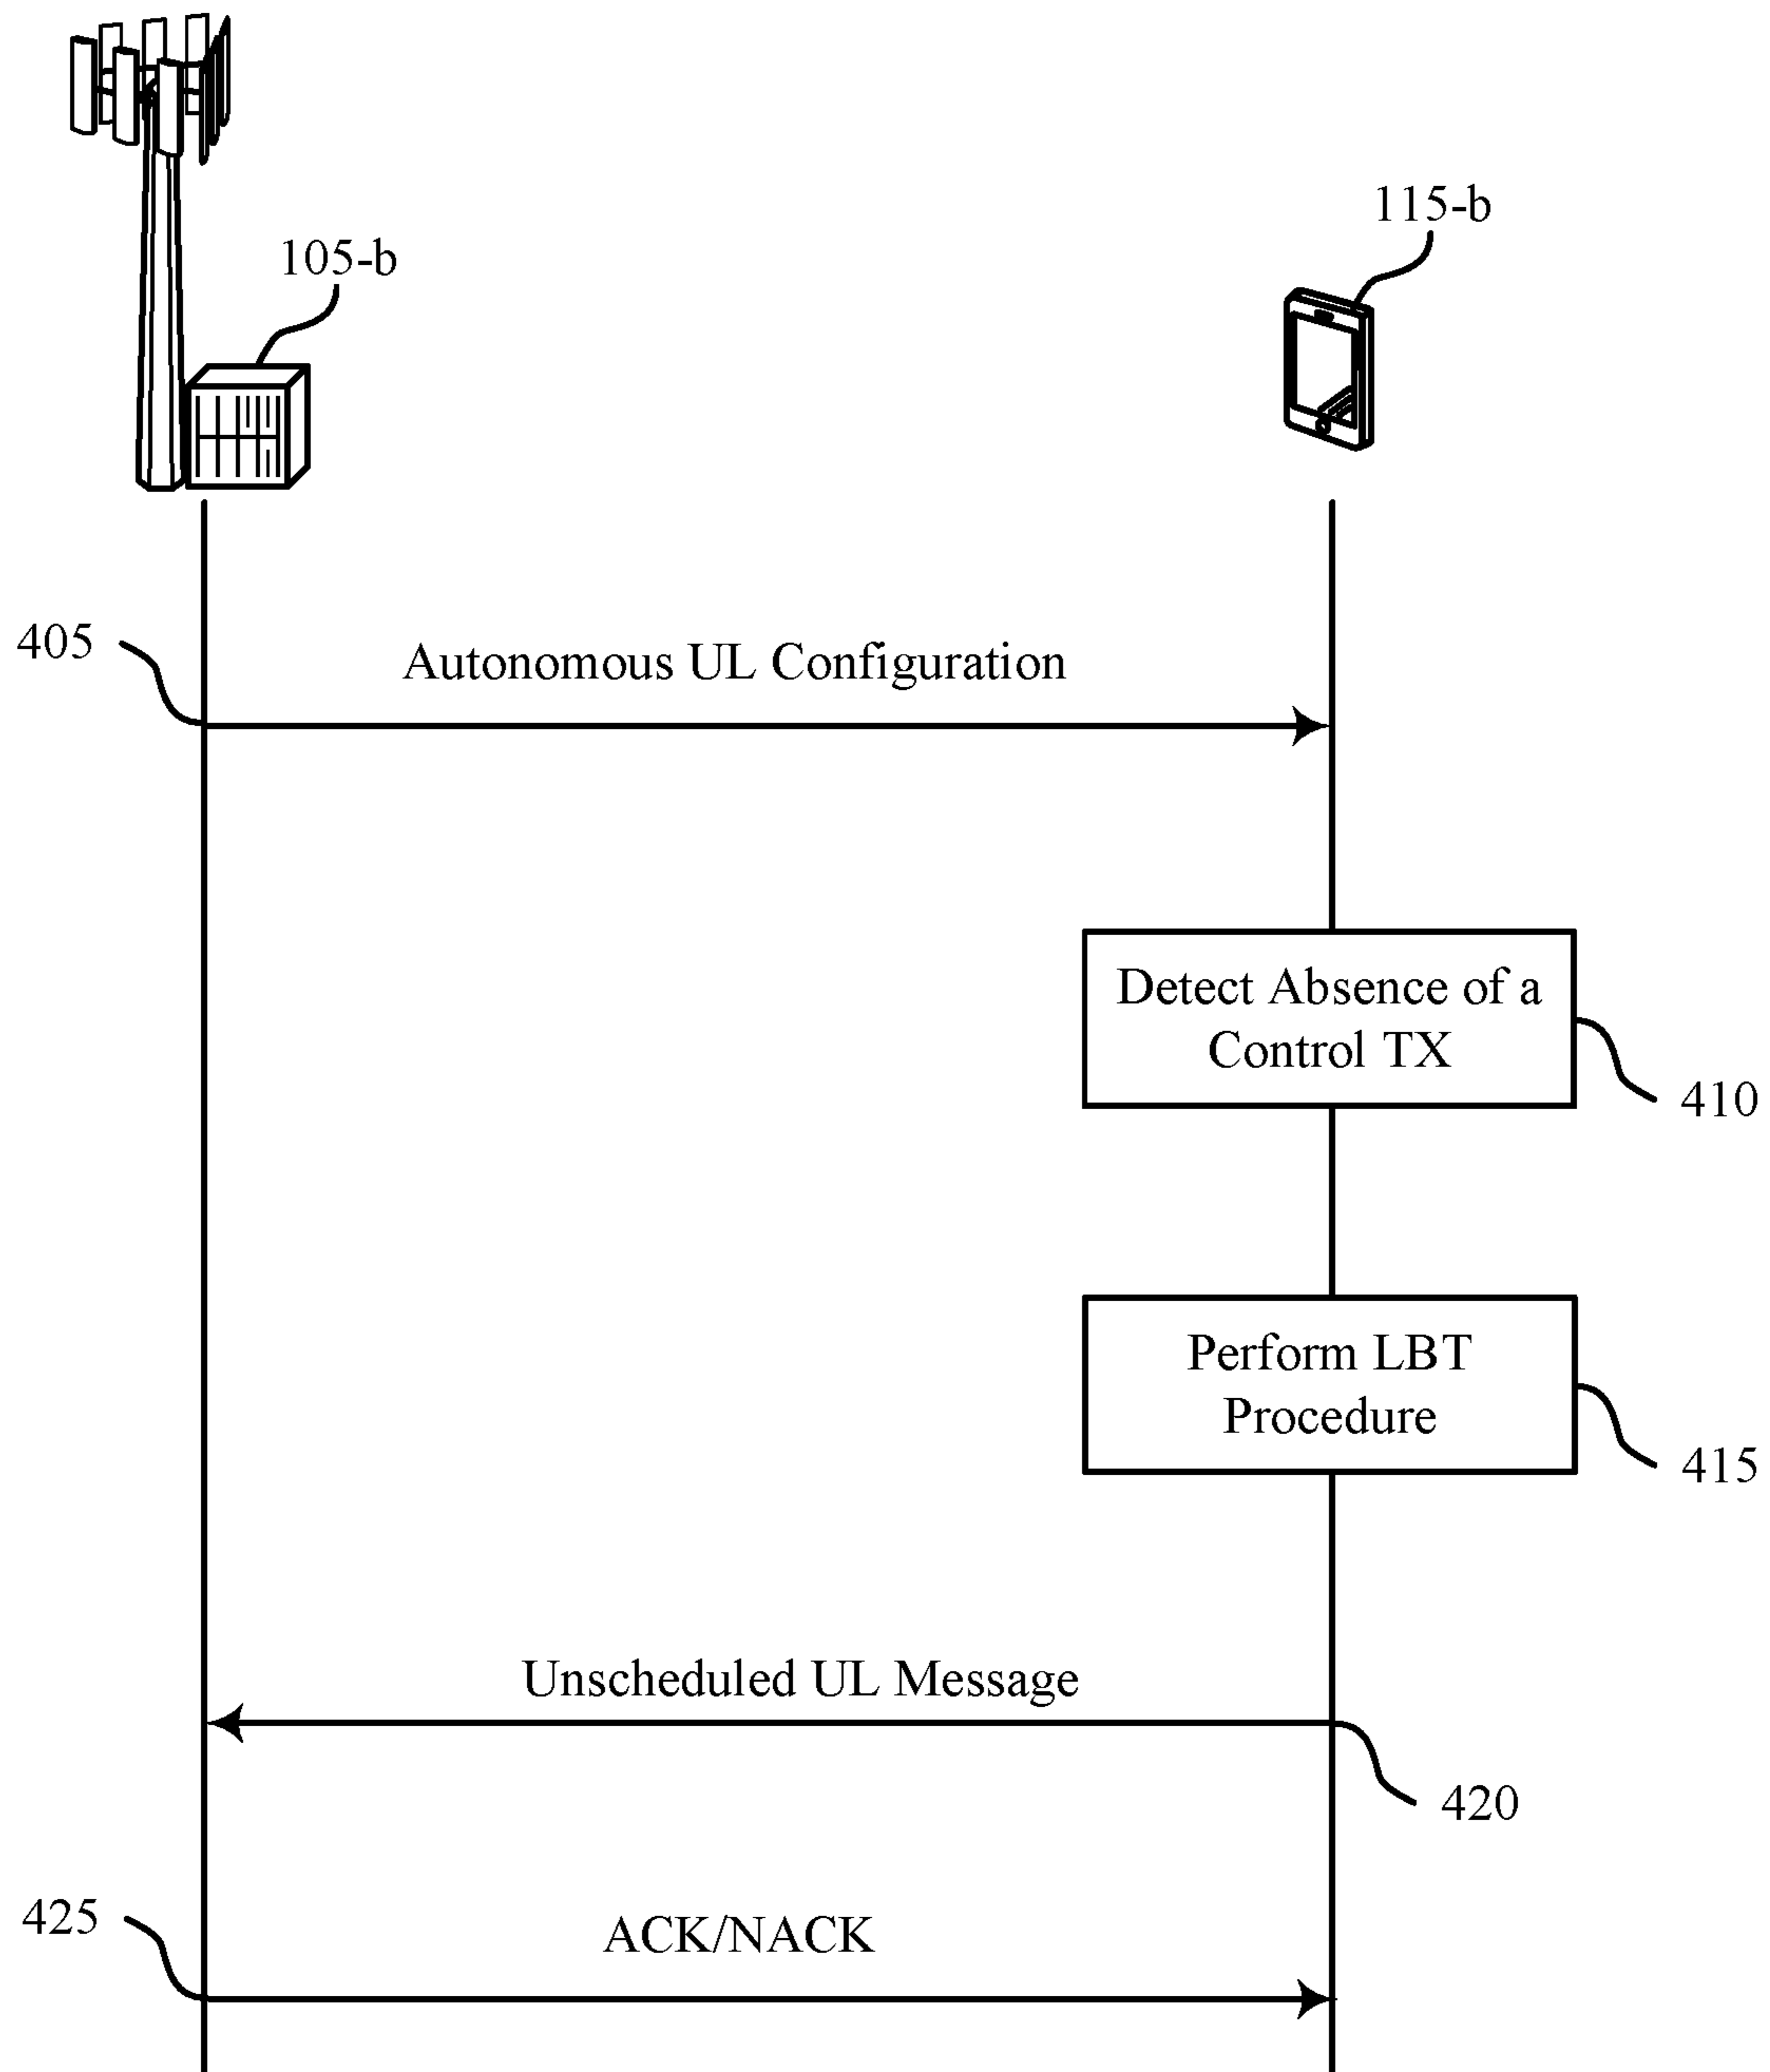 115-b
105-b
405
Autonomous UL Configuration
Detect Absence of a
Control TX
410
Perform LBT
Procedure
415
Unscheduled UL Message
420
425
ACK/NACK